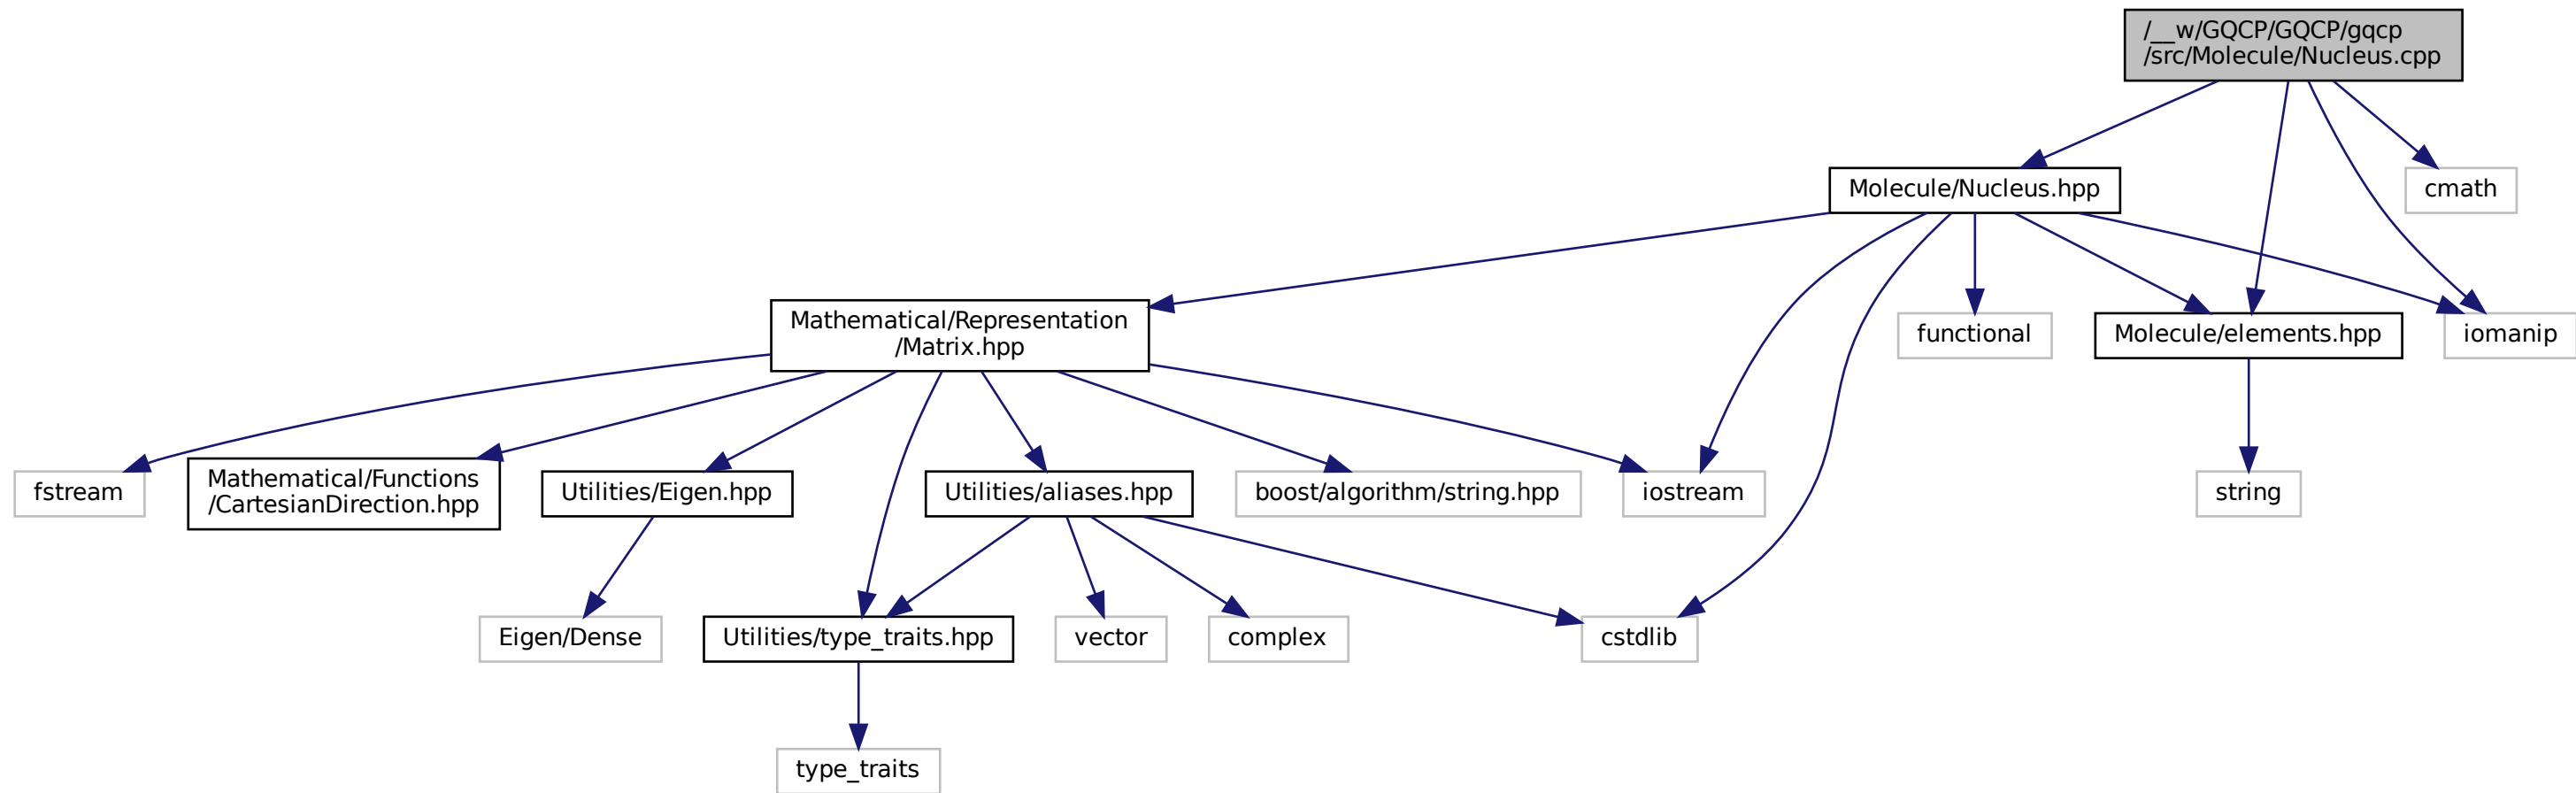 /__w/GQCP/GQCP/gqcp
/src/Molecule/Nucleus.cpp
Molecule/Nucleus.hpp
cmath
Mathematical/Representation
/Matrix.hpp
functional
Molecule/elements.hpp
iomanip
fstream
Mathematical/Functions
/CartesianDirection.hpp
Utilities/Eigen.hpp
Utilities/aliases.hpp
boost/algorithm/string.hpp
iostream
string
Eigen/Dense
Utilities/type_traits.hpp
vector
complex
cstdlib
type_traits